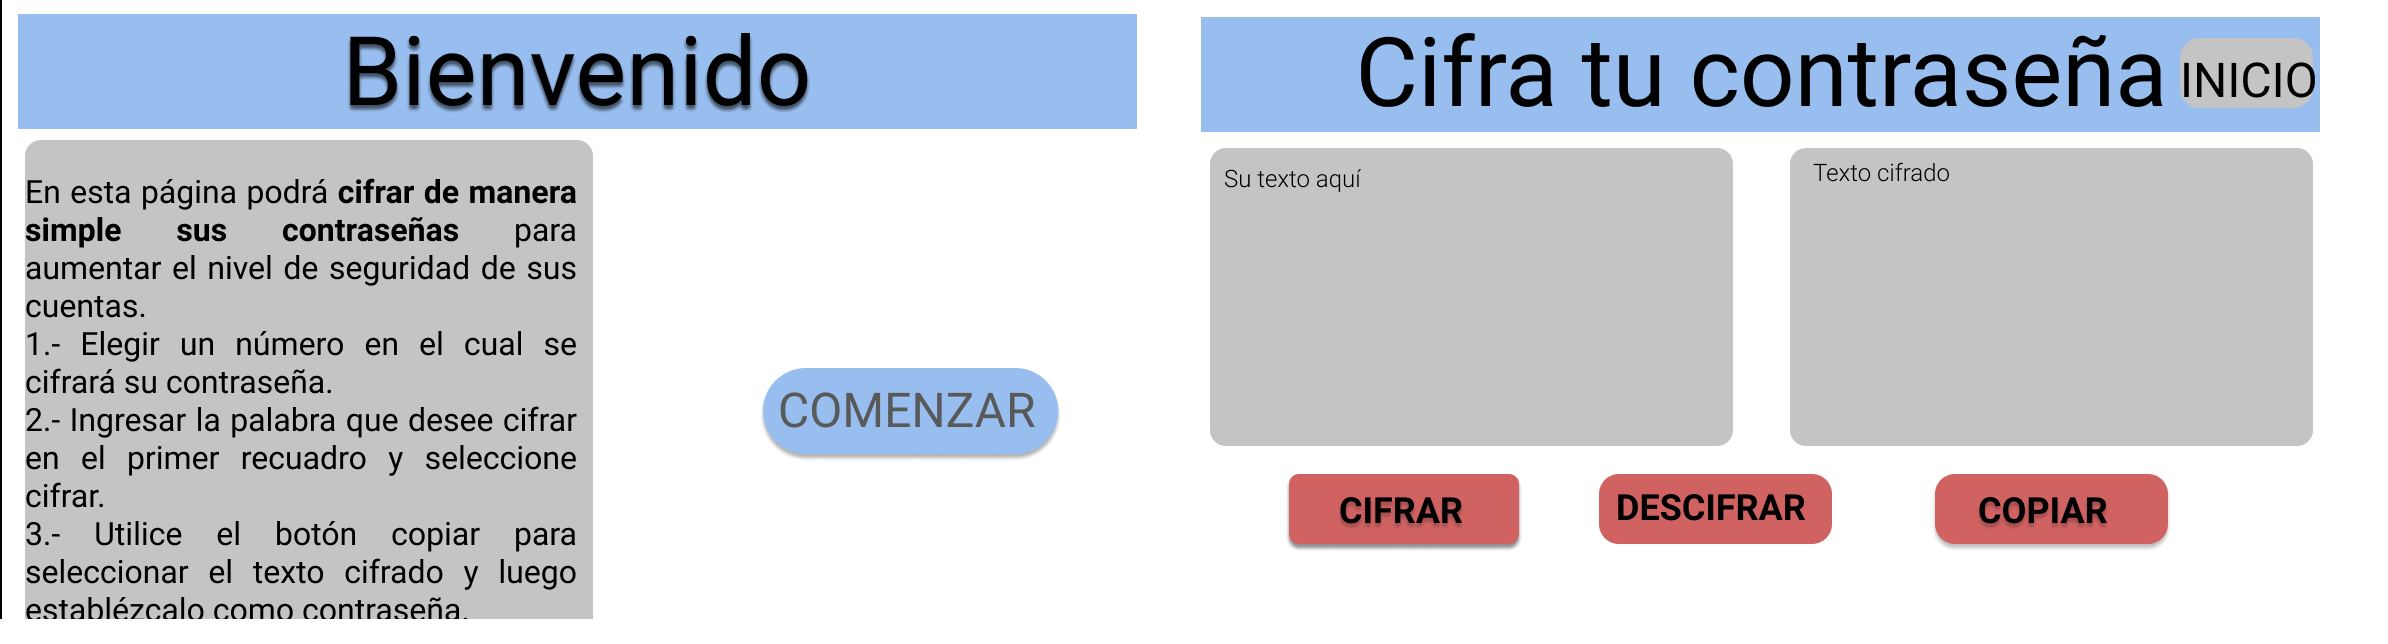 Bienvenido
En esta página podrá cifrar de manera
simple sus contraseñas para
aumentar el nivel de seguridad de sus
cuentas.
1.- Elegir un número en el cual se
cifrará su contraseña.
2.- Ingresar la palabra que desee cifrar
en el primer recuadro y seleccione
cifrar.
3.- Utilice el botón copiar para
seleccionar el texto cifrado y luego
establézcalo como contraseña.
COMENZAR
Cifra tu contraseña
INICIO
Su texto aquí
Texto cifrado
CIFRAR
DESCIFRAR
COPIAR